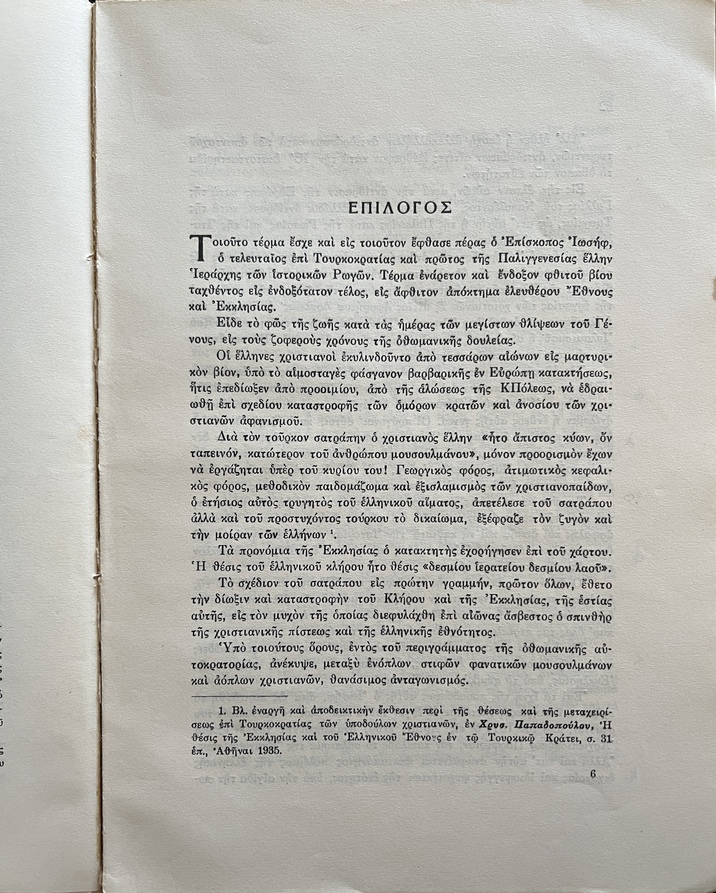 ΕΠΙΛΟΓΟΣ
Τοιοῦτο τέρμα ἔσχε καὶ εἰς τοιοῦτον ἔφθασε πέρας ὁ Ἐπίσκοπος Ἰωσήφ,
ὁ τελευταῖος ἐπὶ Τουρκοκρατίας καὶ πρῶτος τῆς Παλιγγενεσίας ἕλλην
Ἱεράρχης τῶν ἱστορικῶν Ρωγῶν. Τέρμα ἐνάρετον καὶ ἔνδοξον φθιτοῦ βίου
ταχθέντος εἰς ἐνδοξότατον τέλος, εἰς ἄφθιτον ἀπόκτημα ἐλευθέρου Ἔθνους
καὶ Ἐκκλησίας.
Εἶδε τὸ φῶς τῆς ζωῆς κατὰ τὰς ἡμέρας τῶν μεγίστων θλίψεων τοῦ Γέ-
νους, εἰς τοὺς ζοφεροὺς χρόνους τῆς ὀθωμανικῆς δουλείας.
Οἱ ἕλληνες χριστιανοὶ ἐκυλινδοῦντο ἀπὸ τεσσάρων αἰώνων εἰς μαρτυρι-
κὸν βίον, ὑπὸ τὸ αἱμοσταγὲς φάσγανον βαρβαρικῆς ἐν Εὐρώπῃ κατακτήσεως,
ἥτις ἐπεδίωξεν ἀπὸ προοιμίου, ἀπὸ τῆς ἁλώσεως τῆς ΚΠόλεως, νὰ ἑδραι-
ωθῇ ἐπὶ σχεδίου καταστροφῆς τῶν ὁμόρων κρατῶν καὶ ἀνοσίου τῶν χρι-
στιανῶν ἀφανισμοῦ.
Διὰ τὸν τοῦρκον σατράπην ὁ χριστιανὸς ἕλλην «ἦτο ἄπιστος κύων, ὂν
ταπεινόν, κατώτερον τοῦ ἀνθρώπου μουσουλμάνου», μόνον προορισμὸν ἔχων
νὰ ἐργάζηται ὑπὲρ τοῦ κυρίου του! Γεωργικὸς φόρος, ἀτιμωτικὸς κεφαλι-
κὸς φόρος, μεθοδικὸν παιδομάζωμα καὶ ἐξισλαμισμὸς τῶν χριστιανοπαίδων,
ὁ ἐτήσιος αὐτὸς τρυγητὸς τοῦ ἑλληνικοῦ αἵματος, ἀπετέλεσε τοῦ σατράπου
ἀλλὰ καὶ τοῦ προστυχόντος τούρκου τὸ δικαίωμα, ἐξέφραζε τὸν ζυγὸν καὶ
τὴν μοῖραν τῶν ἑλλήνων ¹.
Τὰ προνόμια τῆς Ἐκκλησίας ὁ κατακτητὴς ἐχορήγησεν ἐπὶ τοῦ χάρτου.
Ἡ θέσις τοῦ ἑλληνικοῦ κλήρου ἦτο θέσις «δεσμίου ἱερατείου δεσμίου λαοῦ».
Τὸ σχέδιον τοῦ σατράπου εἰς πρώτην γραμμήν, πρῶτον ὅλων, ἔθετο
τὴν δίωξιν καὶ καταστροφὴν τοῦ Κλήρου καὶ τῆς Ἐκκλησίας, τῆς ἑστίας
αὐτῆς, εἰς τὸν μυχὸν τῆς ὁποίας διεφυλάχθη ἐπὶ αἰῶνας ἄσβεστος ὁ σπινθὴρ
τῆς χριστιανικῆς πίστεως καὶ τῆς ἑλληνικῆς ἐθνότητος.
Ὑπὸ τοιούτους ὅρους, ἐντὸς τοῦ περιγράμματος τῆς ὀθωμανικῆς αὐ-
τοκρατορίας, ἀνέκυψε, μεταξὺ ἐνόπλων στιφῶν φανατικῶν μουσουλμάνων
καὶ ἀόπλων χριστιανῶν, θανάσιμος ἀνταγωνισμός.
1. Βλ. ἐναργῆ καὶ ἀποδεικτικὴν ἔκθεσιν περὶ τῆς θέσεως καὶ τῆς μεταχειρί-
σεως ἐπὶ Τουρκοκρατίας τῶν ὑποδούλων χριστιανῶν, ἐν Χρυσ. Παπαδοπούλου, Ἡ
θέσις τῆς Ἐκκλησίας καὶ τοῦ Ἑλληνικοῦ Ἔθνους ἐν τῷ Τουρκικῷ Κράτει, σ. 31
ἑπ., Ἀθῆναι 1935.
6